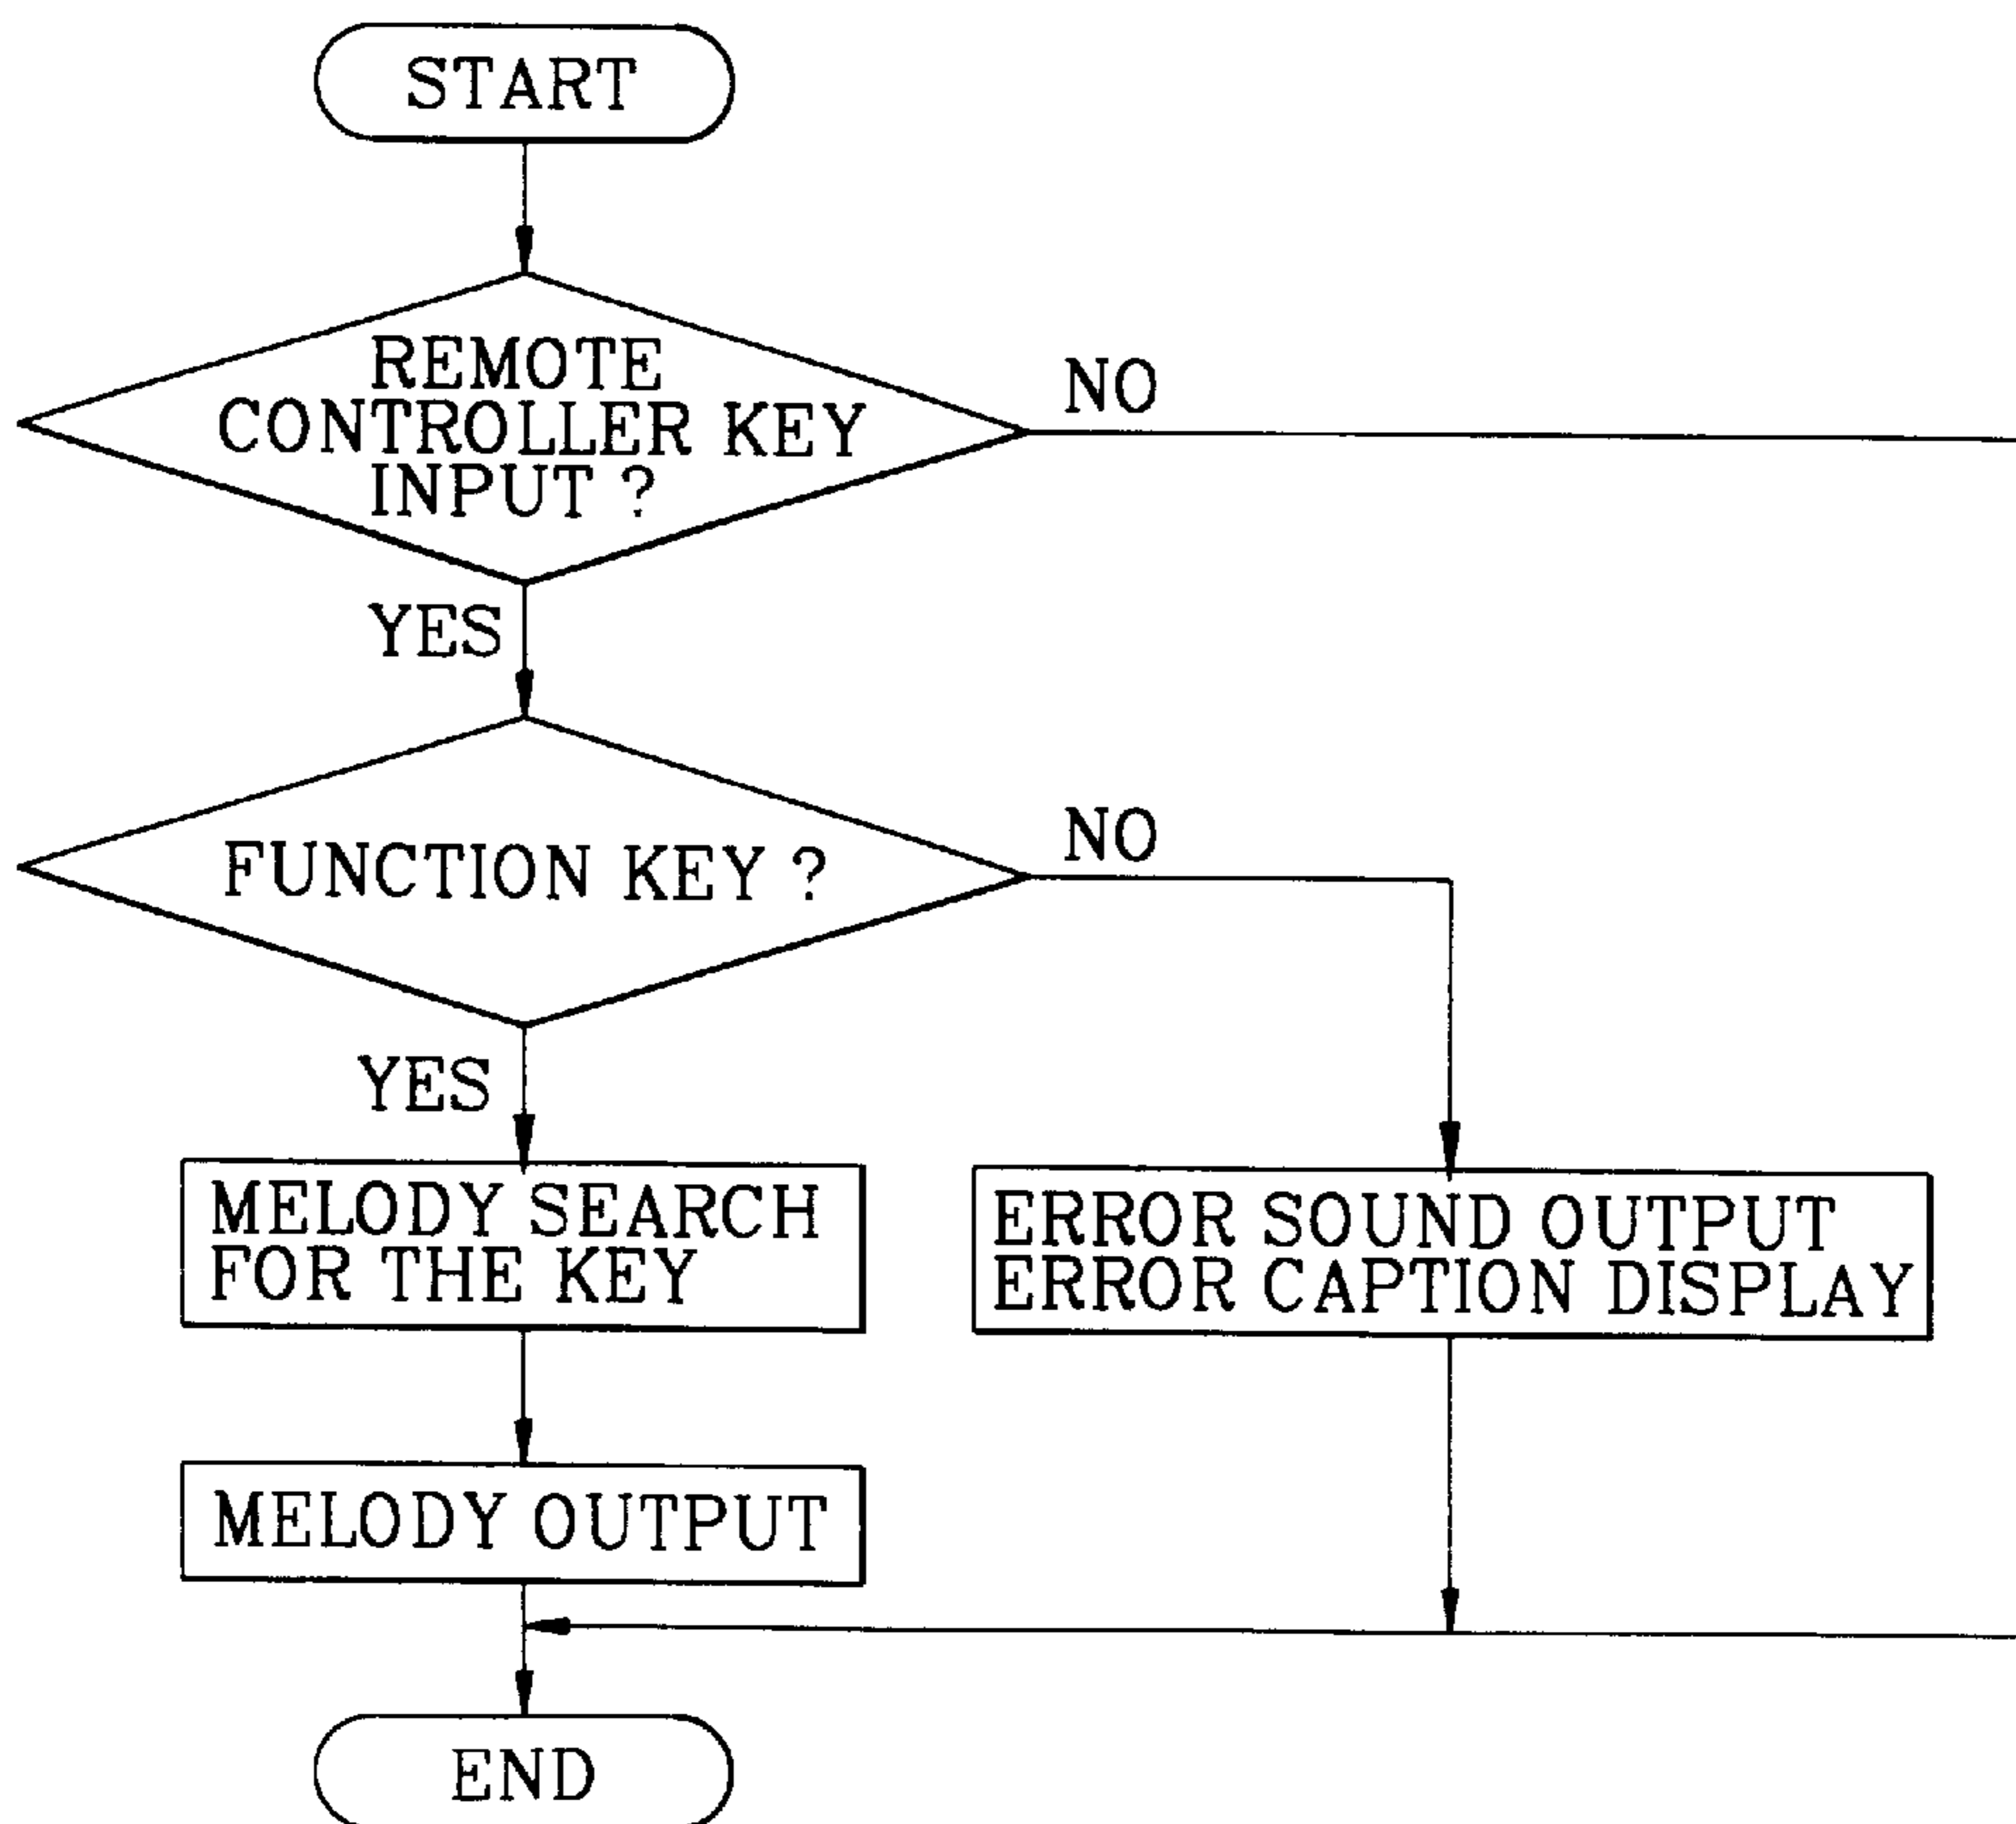 START
REMOTE
CONTROLLER KEY
INPUT ?
NO
YES
FUNCTION KEY ?
NO
YES
MELODY SEARCH
FOR THE KEY
ERROR SOUND OUTPUT
ERROR CAPTION DISPLAY
MELODY OUTPUT
END